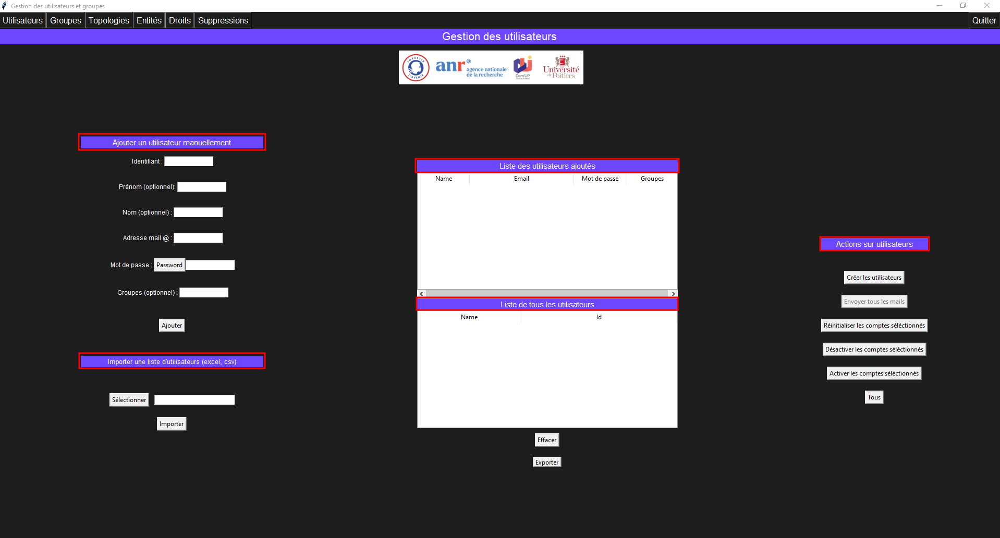 Gestion des utilisateurs et groupes
Utilisateurs Groupes Topologies Entités Droits Suppressions Quitter
Gestion des utilisateurs
INVESTIR L'AVENIR
anr agence nationale de la recherche
Dem'UP
Université de Poitiers
Ajouter un utilisateur manuellement
Identifiant :
Prénom (optionnel):
Nom (optionnel) :
Adresse mail @ :
Mot de passe : Password
Groupes (optionnel) :
Ajouter
Importer une liste d'utilisateurs (excel, csv)
Sélectionner
Importer
Liste des utilisateurs ajoutés
Name Email Mot de passe Groupes
Liste de tous les utilisateurs
Name Id
Effacer
Exporter
Actions sur utilisateurs
Créer les utilisateurs
Envoyer tous les mails
Réinitialiser les comptes séléctionnés
Désactiver les comptes séléctionnés
Activer les comptes séléctionnés
Tous